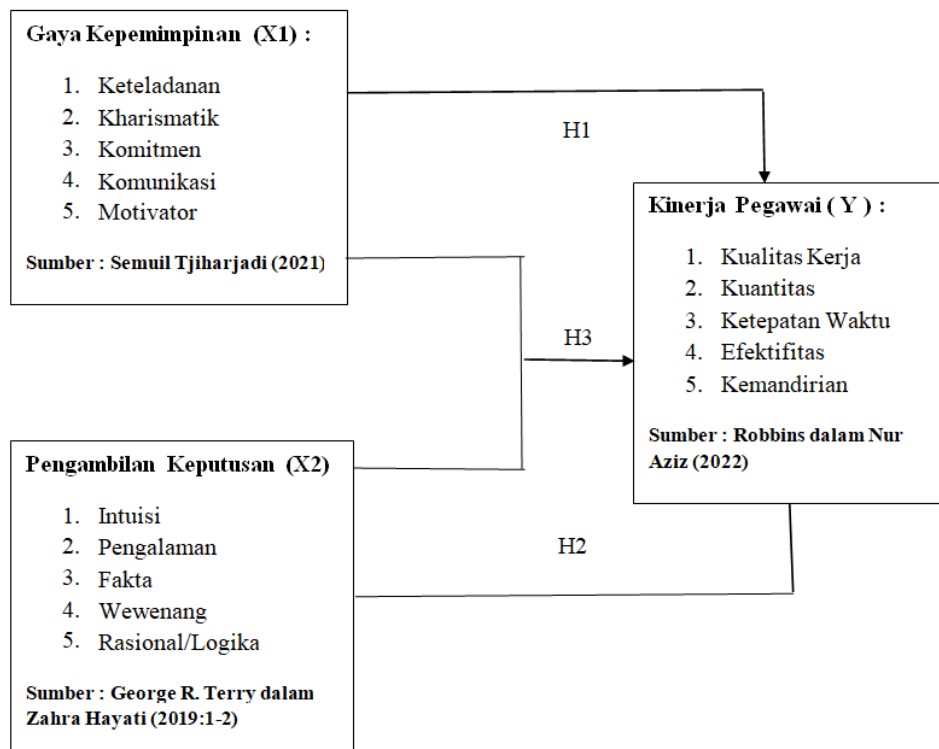 Gaya Kepemimpinan (X1) :
1. Keteladanan
2. Kharismatik
3. Komitmen
4. Komunikasi
5. Motivator
Sumber : Semuil Tjiharjadi (2021)
H1
Kinerja Pegawai ( Y ) :
1. Kualitas Kerja
2. Kuantitas
3. Ketepatan Waktu
4. Efektifitas
5. Kemandirian
Sumber : Robbins dalam Nur
Aziz (2022)
H3
Pengambilan Keputusan (X2)
1. Intuisi
2. Pengalaman
3. Fakta
4. Wewenang
5. Rasional/Logika
Sumber : George R. Terry dalam
Zahra Hayati (2019:1-2)
H2